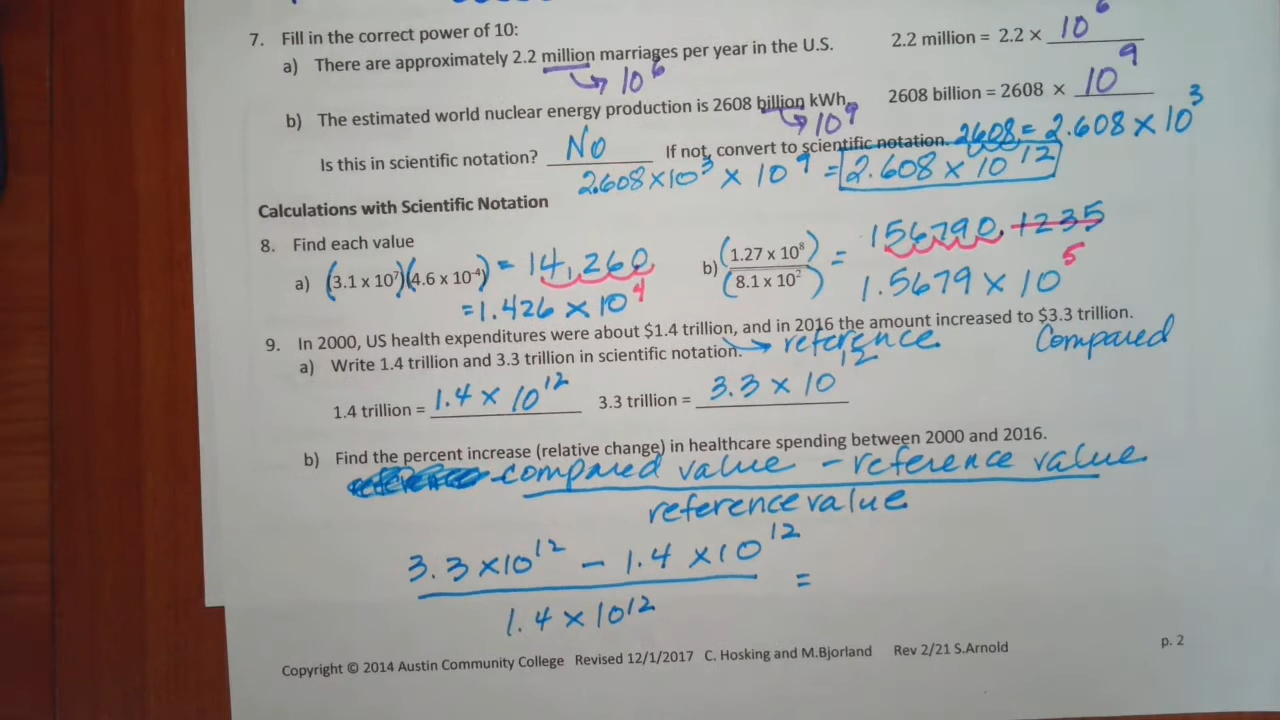 7. Fill in the correct power of 10:
a) There are approximately 2.2 million marriages per year in the U.S. 2.2 million = 2.2 × 10⁶
→ 10⁶
b) The estimated world nuclear energy production is 2608 billion kWh. 2608 billion = 2608 × 10⁹
→ 10⁹
Is this in scientific notation? No If not, convert to scientific notation. 2608 = 2.608 × 10³
2.608 × 10³ × 10⁹ = 2.608 × 10¹²
Calculations with Scientific Notation
8. Find each value
a) (3.1 x 10⁷)(4.6 x 10⁻⁴) = 14,260
= 1.426 × 10⁴
b) (1.27 x 10⁸)/(8.1 x 10²) = 156790.1235
1.5679 × 10⁵
9. In 2000, US health expenditures were about $1.4 trillion, and in 2016 the amount increased to $3.3 trillion.
→ reference Compared
a) Write 1.4 trillion and 3.3 trillion in scientific notation.
1.4 trillion = 1.4 × 10¹² 3.3 trillion = 3.3 × 10¹²
b) Find the percent increase (relative change) in healthcare spending between 2000 and 2016.
compared value - reference value
reference value
3.3 × 10¹² - 1.4 × 10¹² =
1.4 × 10¹²
Copyright © 2014 Austin Community College Revised 12/1/2017 C. Hosking and M.Bjorland Rev 2/21 S.Arnold p. 2